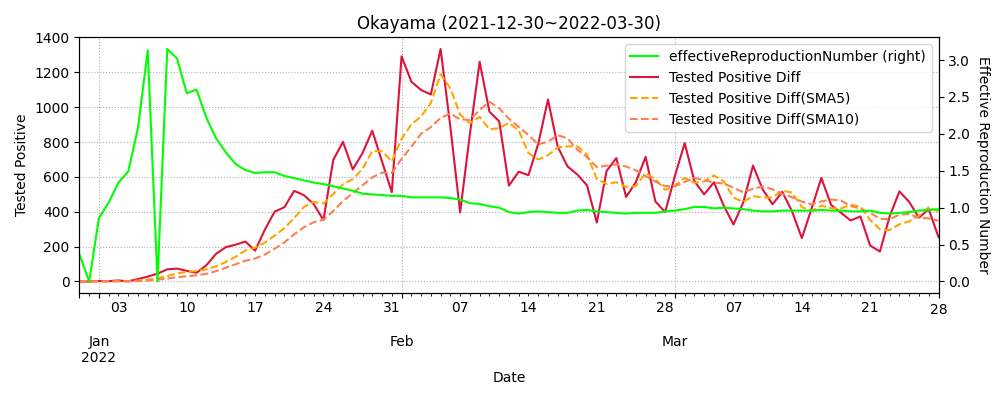 Okayama (2021-12-30~2022-03-30)
effectiveReproductionNumber (right)
Tested Positive Diff
Tested Positive Diff(SMA5)
Tested Positive Diff(SMA10)
Tested Positive
1400
1200
1000
800
600
400
200
0
Effective Reproduction Number
3.0
2.5
2.0
1.5
1.0
0.5
0.0
03 10 17 24 31 07 14 21 28 07 14 21 28
Jan Feb Mar
2022
Date